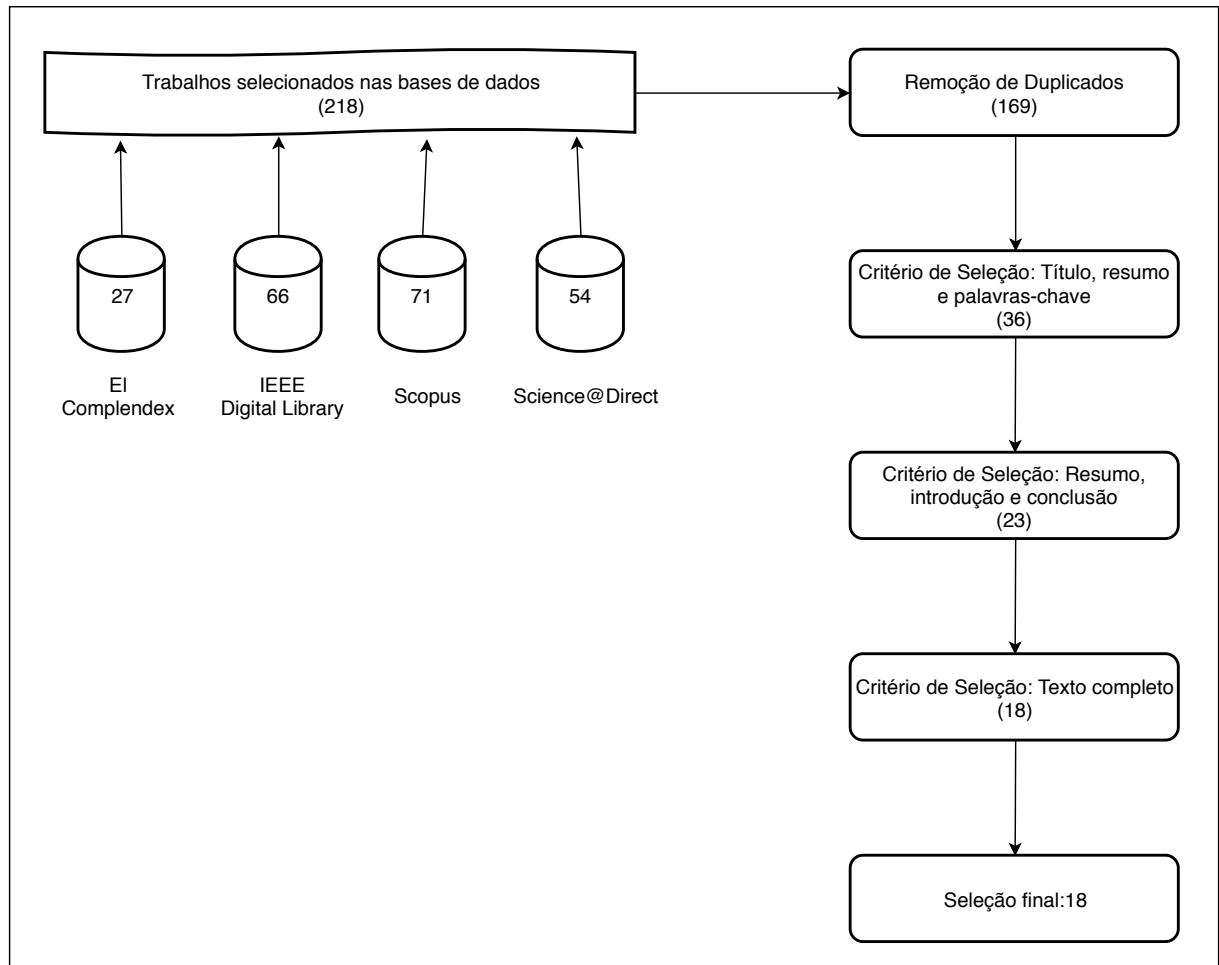 Trabalhos selecionados nas bases de dados
(218)
Remoção de Duplicados
(169)
27
66
71
54
EI
Complendex
IEEE
Digital Library
Scopus
Science@Direct
Critério de Seleção: Título, resumo
e palavras-chave
(36)
Critério de Seleção: Resumo,
introdução e conclusão
(23)
Critério de Seleção: Texto completo
(18)
Seleção final:18